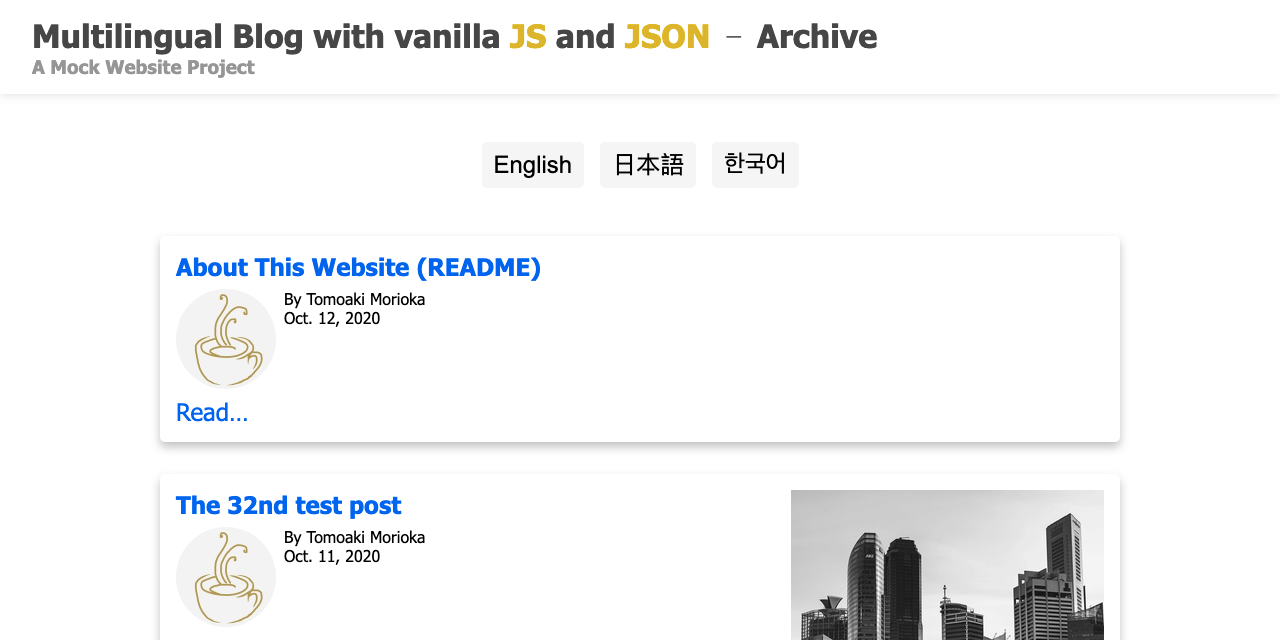 Multilingual Blog with vanilla JS and JSON – Archive
A Mock Website Project
English 日本語 한국어
About This Website (README)
By Tomoaki Morioka
Oct. 12, 2020
Read...
The 32nd test post
By Tomoaki Morioka
Oct. 11, 2020